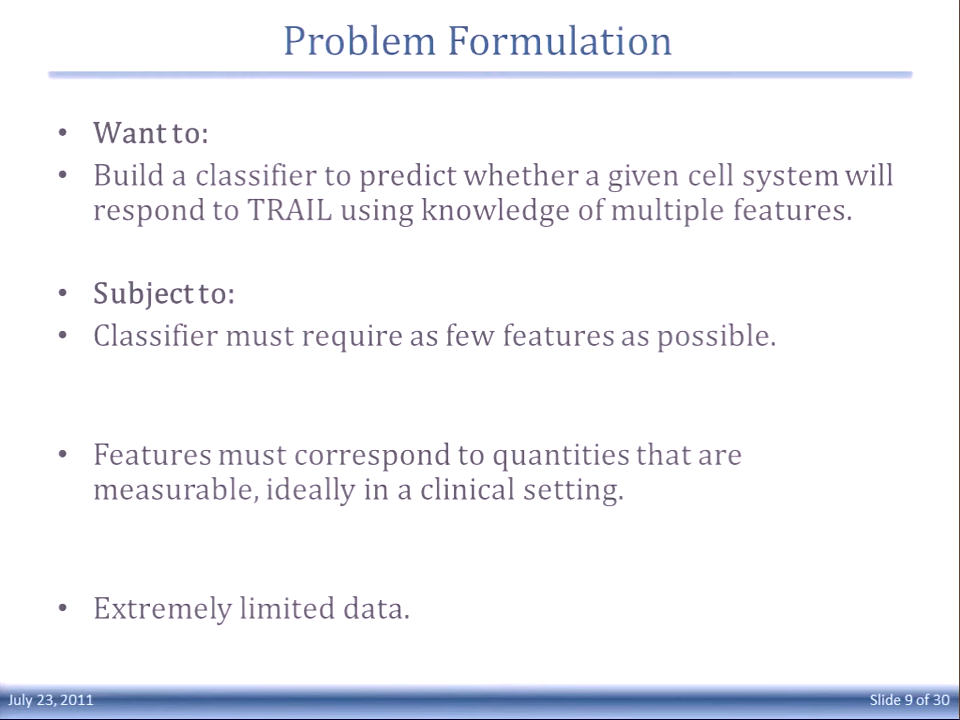 Problem Formulation
• Want to:
• Build a classifier to predict whether a given cell system will
respond to TRAIL using knowledge of multiple features.
• Subject to:
• Classifier must require as few features as possible.
• Features must correspond to quantities that are
measurable, ideally in a clinical setting.
• Extremely limited data.
July 23, 2011
Slide 9 of 30